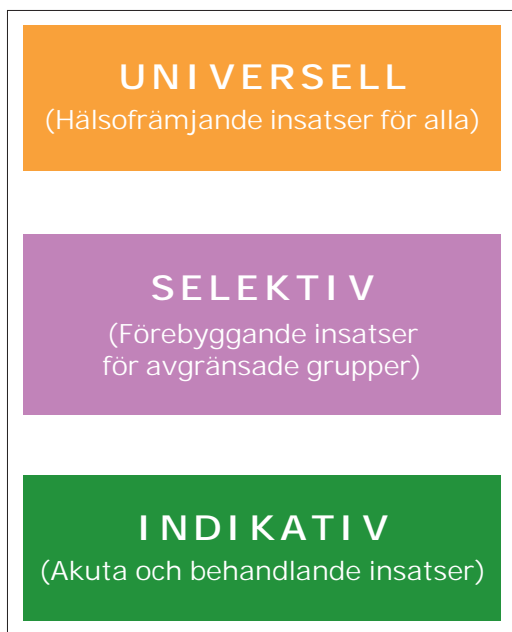 UNIVERSELL
(Hälsofrämjande insatser för alla)
SELEKTIV
(Förebyggande insatser
för avgränsade grupper)
INDIKATIV
(Akuta och behandlande insatser)